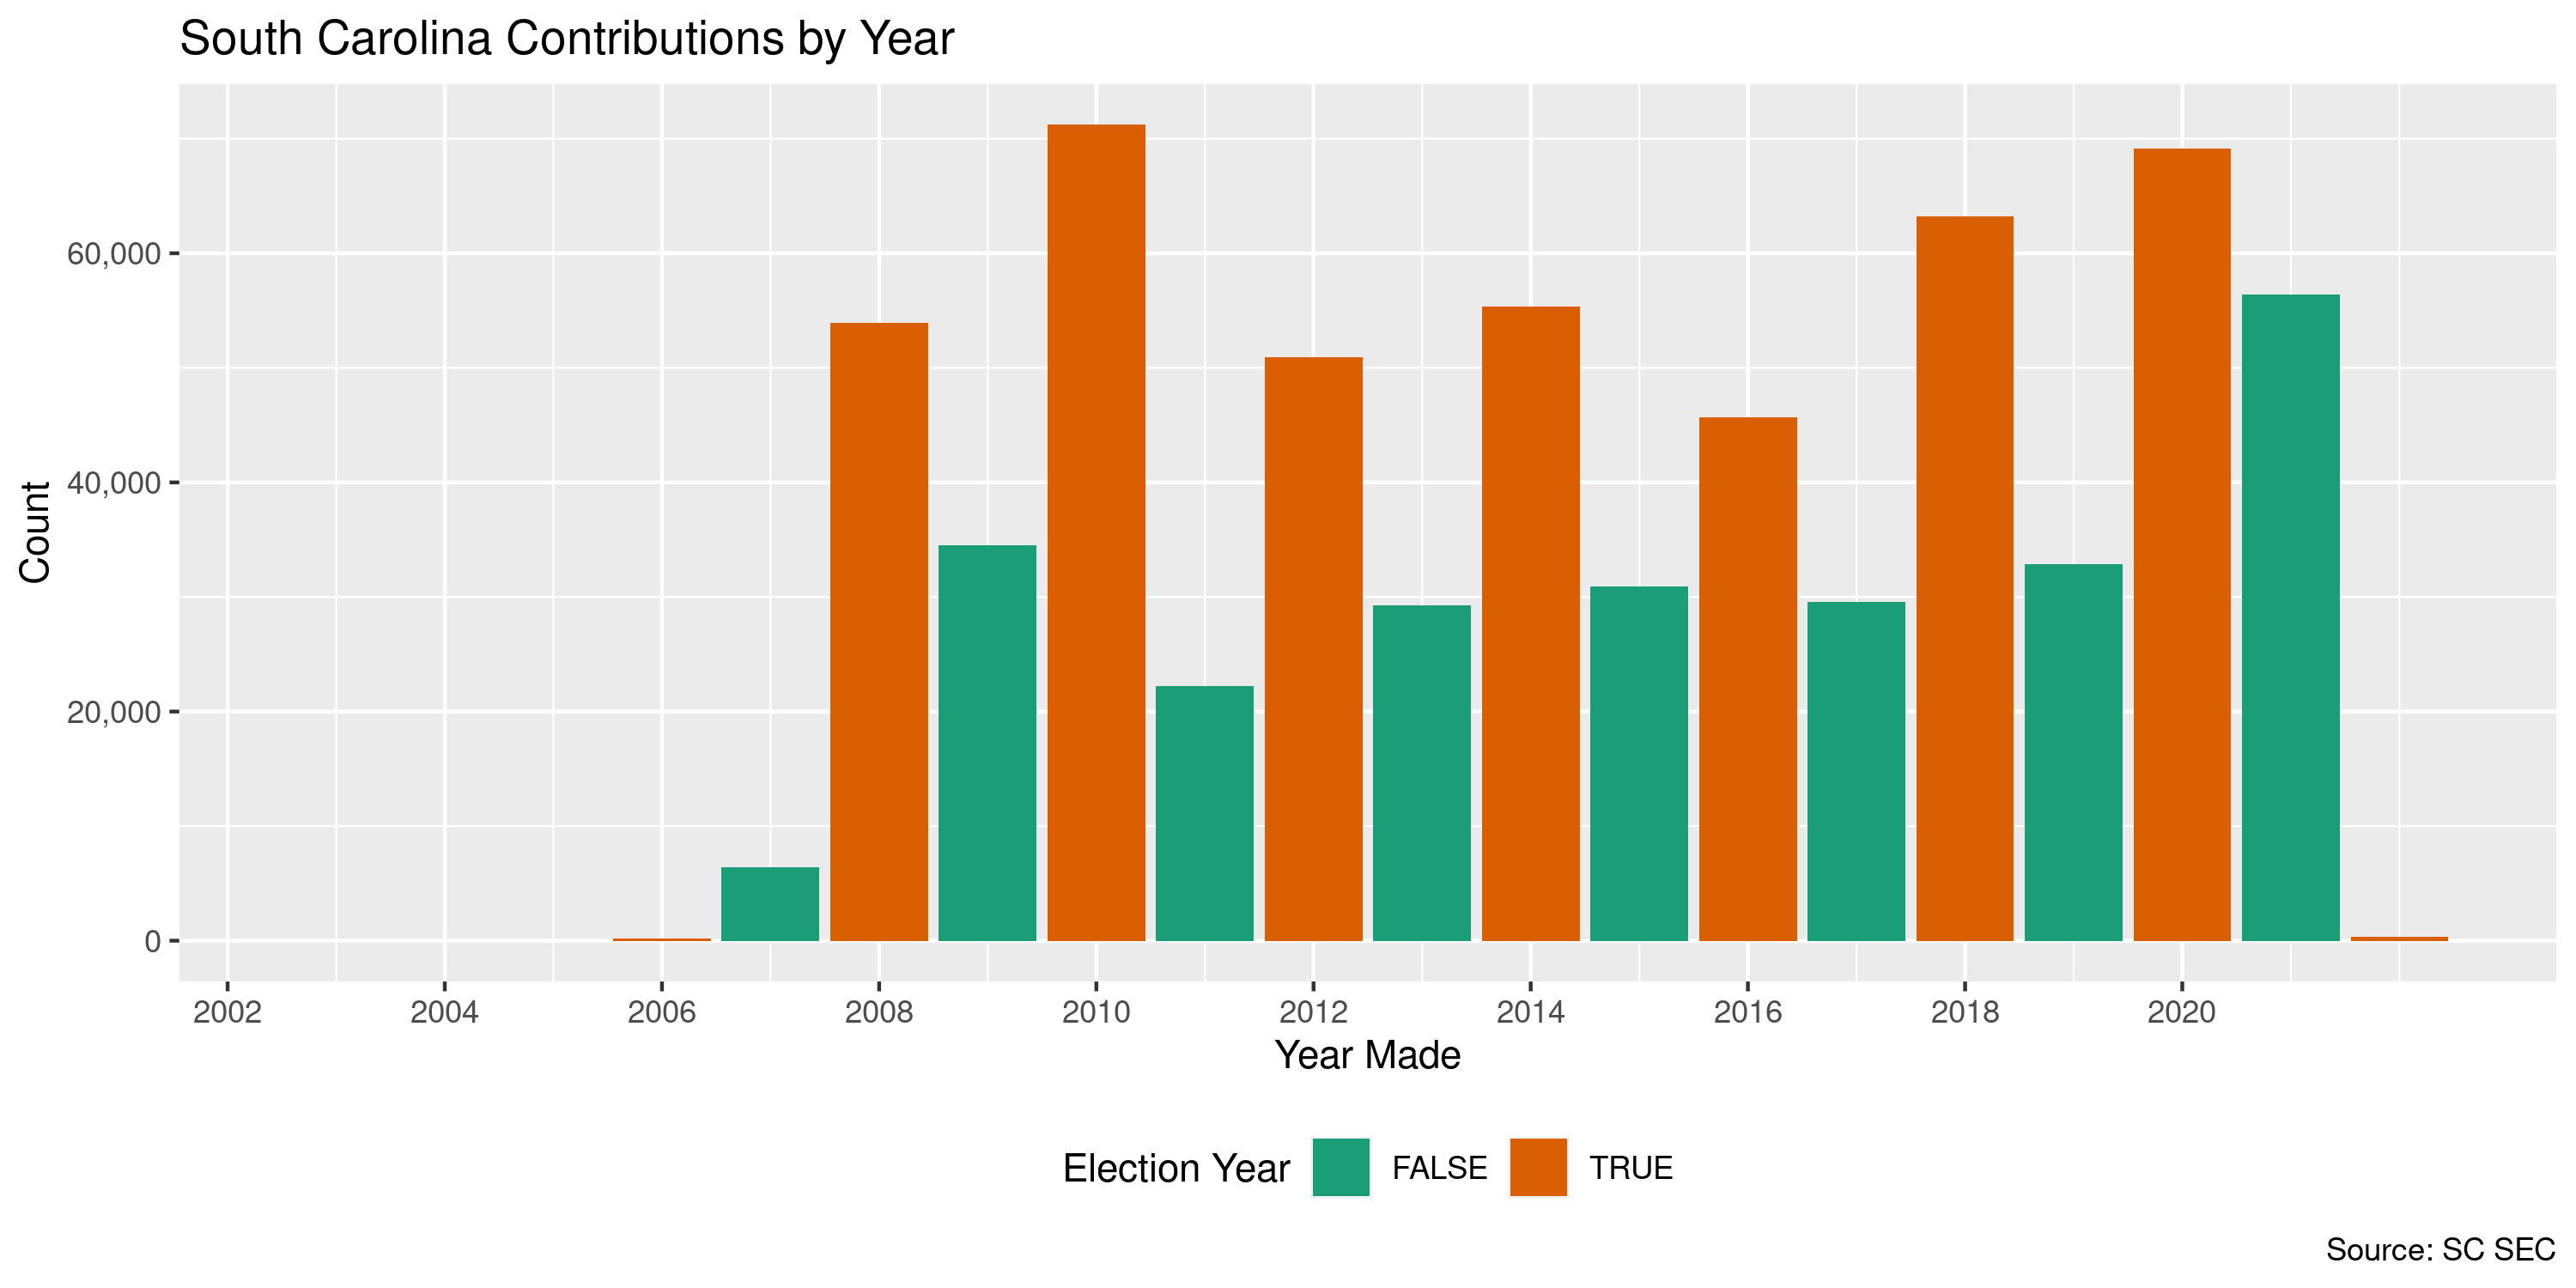 South Carolina Contributions by Year
Count
60,000
40,000
20,000
0
2002 2004 2006 2008 2010 2012 2014 2016 2018 2020
Year Made
Election Year FALSE TRUE
Source: SC SEC